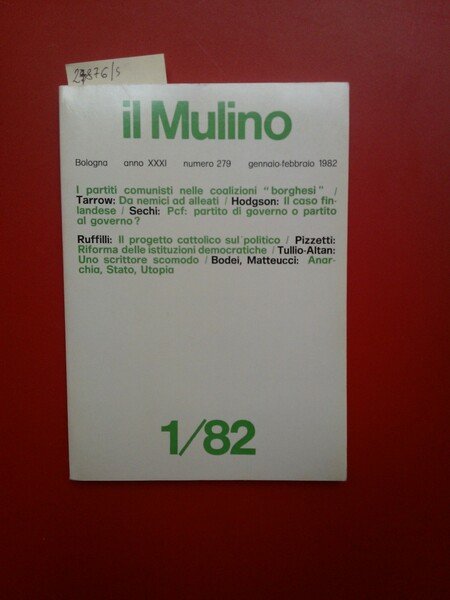 il Mulino
Bologna anno XXXI numero 279 gennaio-febbraio 1982
I partiti comunisti nelle coalizioni "borghesi" /
Tarrow: Da nemici ad alleati / Hodgson: Il caso fin-
landese / Sechi: Pcf: partito di governo o partito
al governo?
Ruffilli: Il progetto cattolico sul politico / Pizzetti:
Riforma delle istituzioni democratiche / Tullio-Altan:
Uno scrittore scomodo / Bodei, Matteucci: Anar-
chia, Stato, Utopia
1/82